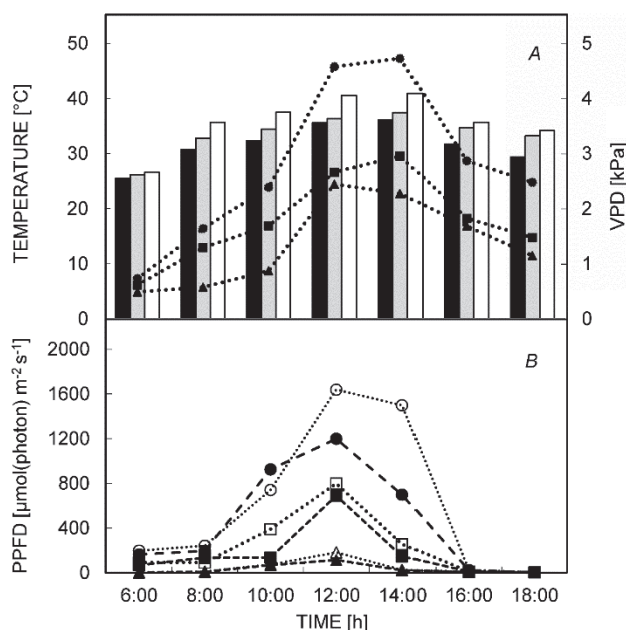 A
TEMPERATURE [°C]
50
40
30
20
10
0
VPD [kPa]
5
4
3
2
1
0
B
PPFD [µmol(photon) m⁻² s⁻¹]
2000
1600
1200
800
400
0
6:00 8:00 10:00 12:00 14:00 16:00 18:00
TIME [h]